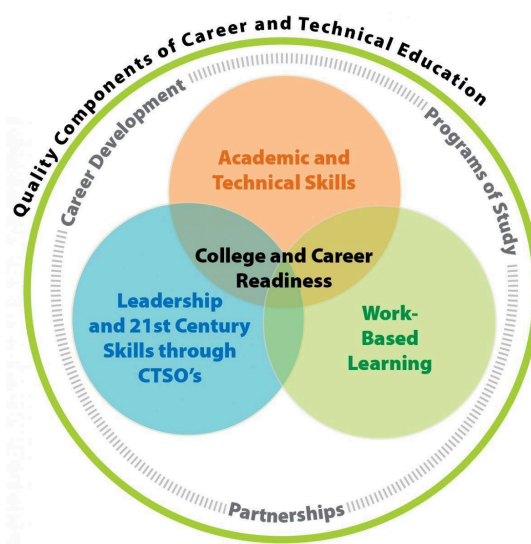 Quality Components of Career and Technical Education
Career Development
Programs of Study
Academic and
Technical Skills
College and Career
Readiness
Leadership
and 21st Century
Skills through
CTSO's
Work-
Based
Learning
Partnerships